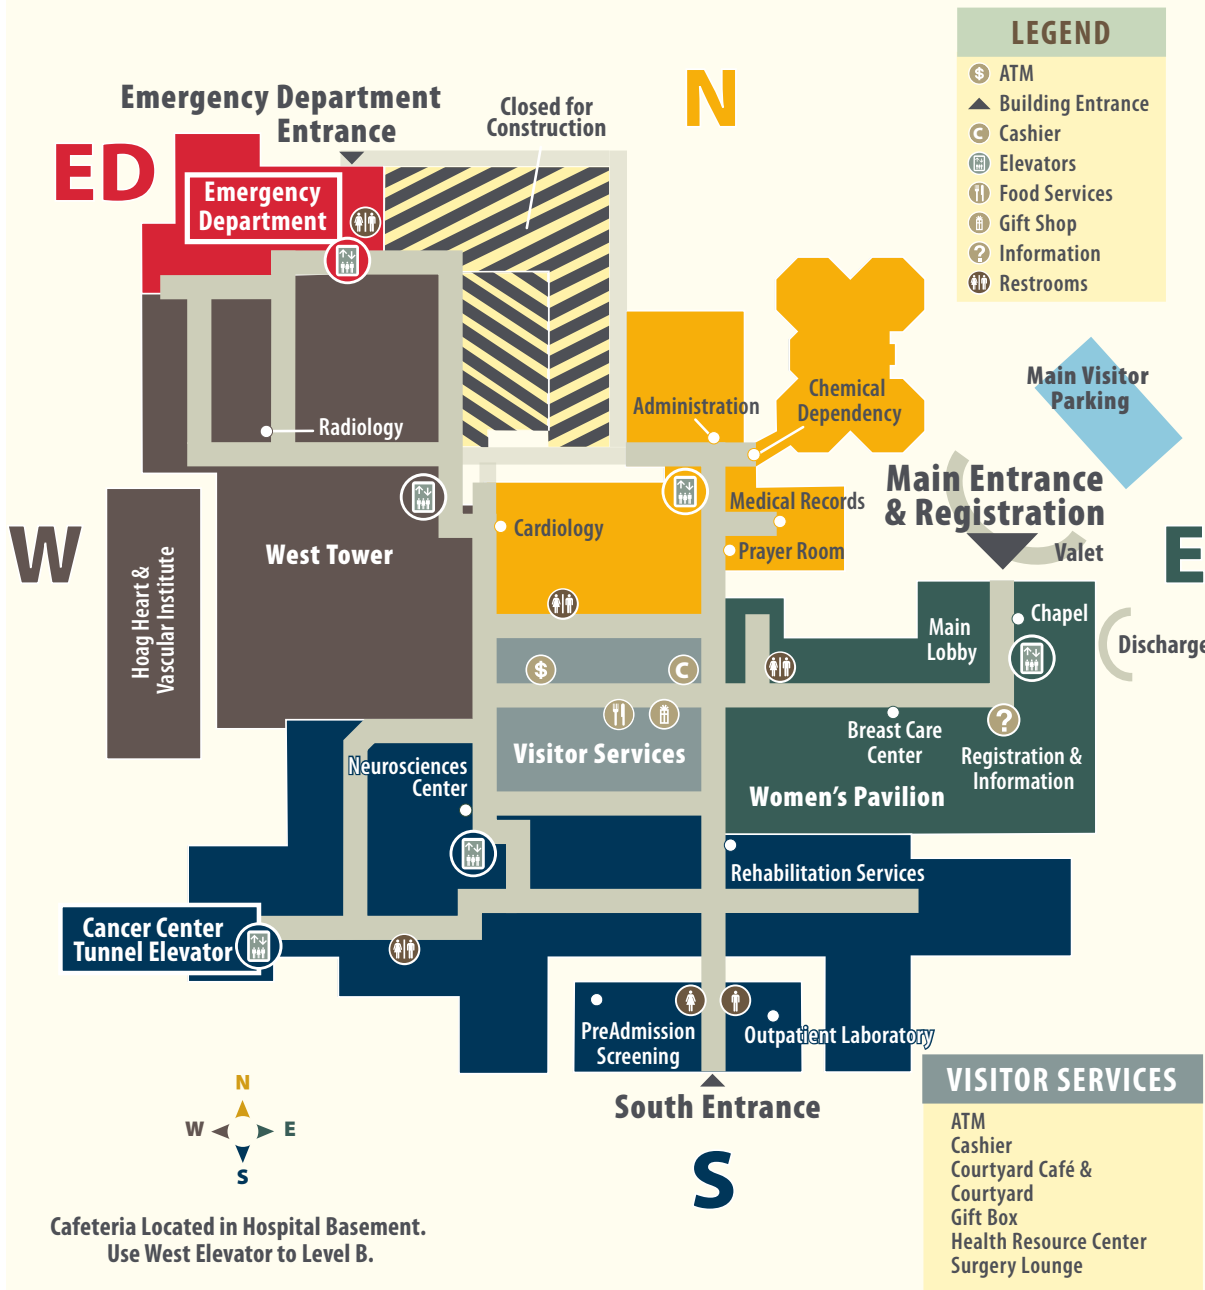 LEGEND
$ ATM
Building Entrance
C Cashier
Elevators
Food Services
Gift Shop
? Information
Restrooms
N
Emergency Department
Entrance
Closed for
Construction
ED
Emergency
Department
Main Visitor
Parking
Administration
Chemical
Dependency
Radiology
Main Entrance
& Registration
Valet
Medical Records
Cardiology
Prayer Room
W
West Tower
E
Hoag Heart &
Vascular Institute
Chapel
Main
Lobby
Discharge
$
C
?
Visitor Services
Breast Care
Center
Registration &
Information
Neurosciences
Center
Women's Pavilion
Rehabilitation Services
Cancer Center
Tunnel Elevator
PreAdmission
Screening
Outpatient Laboratory
South Entrance
S
N
W
E
S
Cafeteria Located in Hospital Basement.
Use West Elevator to Level B.
VISITOR SERVICES
ATM
Cashier
Courtyard Café &
Courtyard
Gift Box
Health Resource Center
Surgery Lounge